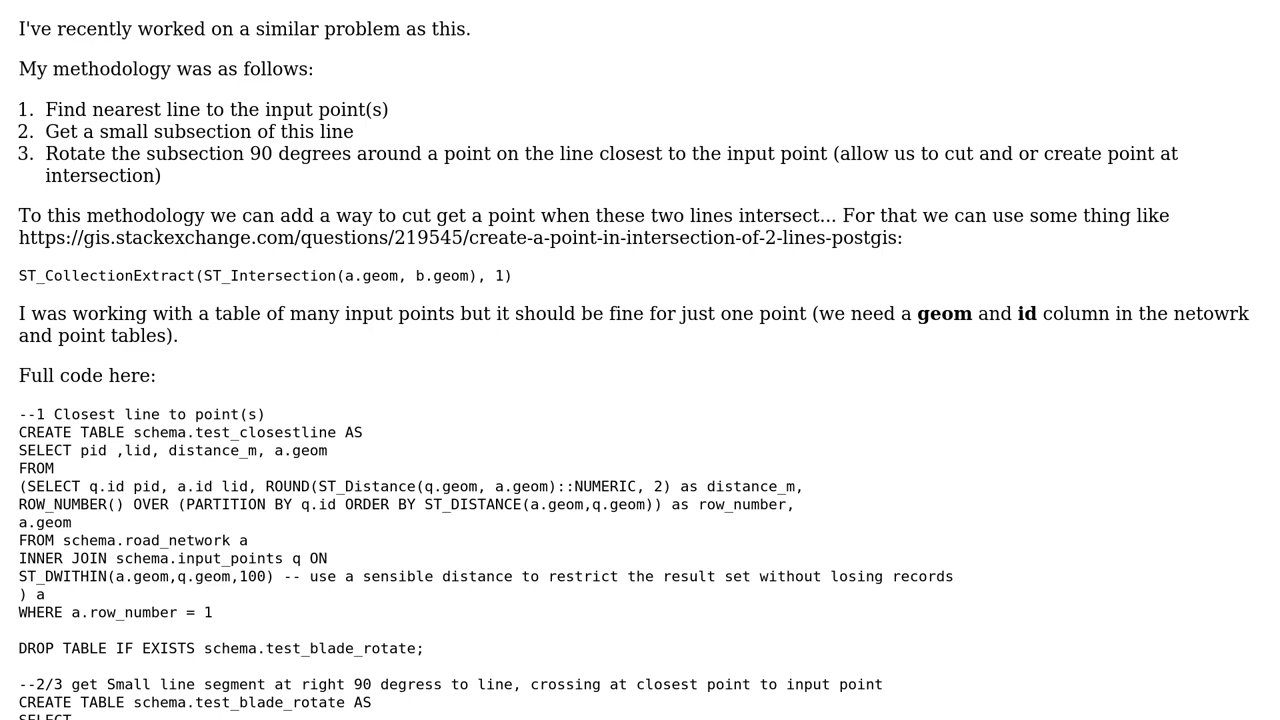 I've recently worked on a similar problem as this.
My methodology was as follows:
1. Find nearest line to the input point(s)
2. Get a small subsection of this line
3. Rotate the subsection 90 degrees around a point on the line closest to the input point (allow us to cut and or create point at
intersection)
To this methodology we can add a way to cut get a point when these two lines intersect... For that we can use some thing like
https://gis.stackexchange.com/questions/219545/create-a-point-in-intersection-of-2-lines-postgis:
ST_CollectionExtract(ST_Intersection(a.geom, b.geom), 1)
I was working with a table of many input points but it should be fine for just one point (we need a geom and id column in the netowrk
and point tables).
Full code here:
--1 Closest line to point(s)
CREATE TABLE schema.test_closestline AS
SELECT pid ,lid, distance_m, a.geom
FROM
(SELECT q.id pid, a.id lid, ROUND(ST_Distance(q.geom, a.geom)::NUMERIC, 2) as distance_m,
ROW_NUMBER() OVER (PARTITION BY q.id ORDER BY ST_DISTANCE(a.geom,q.geom)) as row_number,
a.geom
FROM schema.road_network a
INNER JOIN schema.input_points q ON
ST_DWITHIN(a.geom,q.geom,100) -- use a sensible distance to restrict the result set without losing records
) a
WHERE a.row_number = 1
DROP TABLE IF EXISTS schema.test_blade_rotate;
--2/3 get Small line segment at right 90 degress to line, crossing at closest point to input point
CREATE TABLE schema.test_blade_rotate AS
SELECT